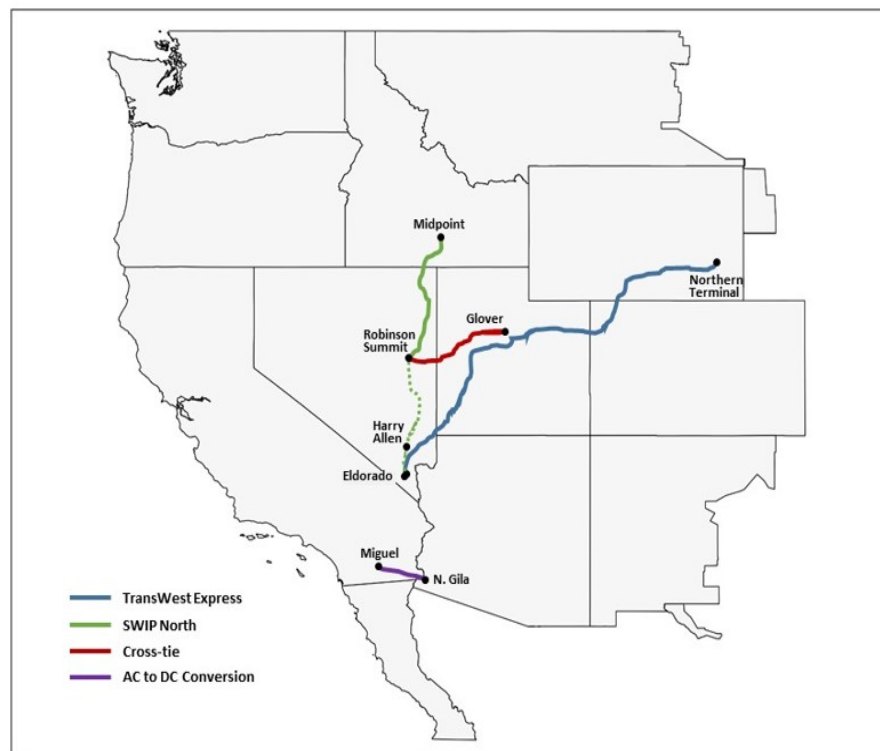 Midpoint
Northern
Terminal
Glover
Robinson
Summit
Harry
Allen
Eldorado
Miguel
N. Gila
TransWest Express
SWIP North
Cross-tie
AC to DC Conversion